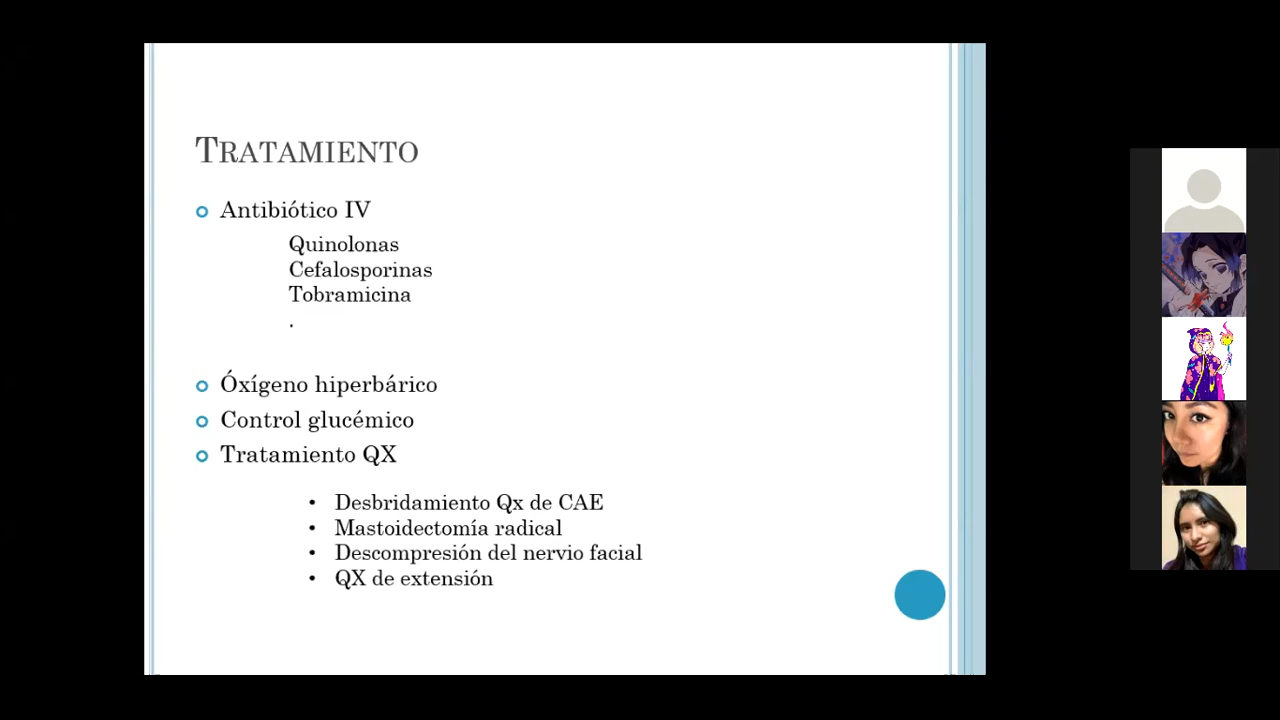 TRATAMIENTO
Antibiótico IV
Quinolonas
Cefalosporinas
Tobramicina
.
Óxígeno hiperbárico
Control glucémico
Tratamiento QX
• Desbridamiento Qx de CAE
• Mastoidectomía radical
• Descompresión del nervio facial
• QX de extensión